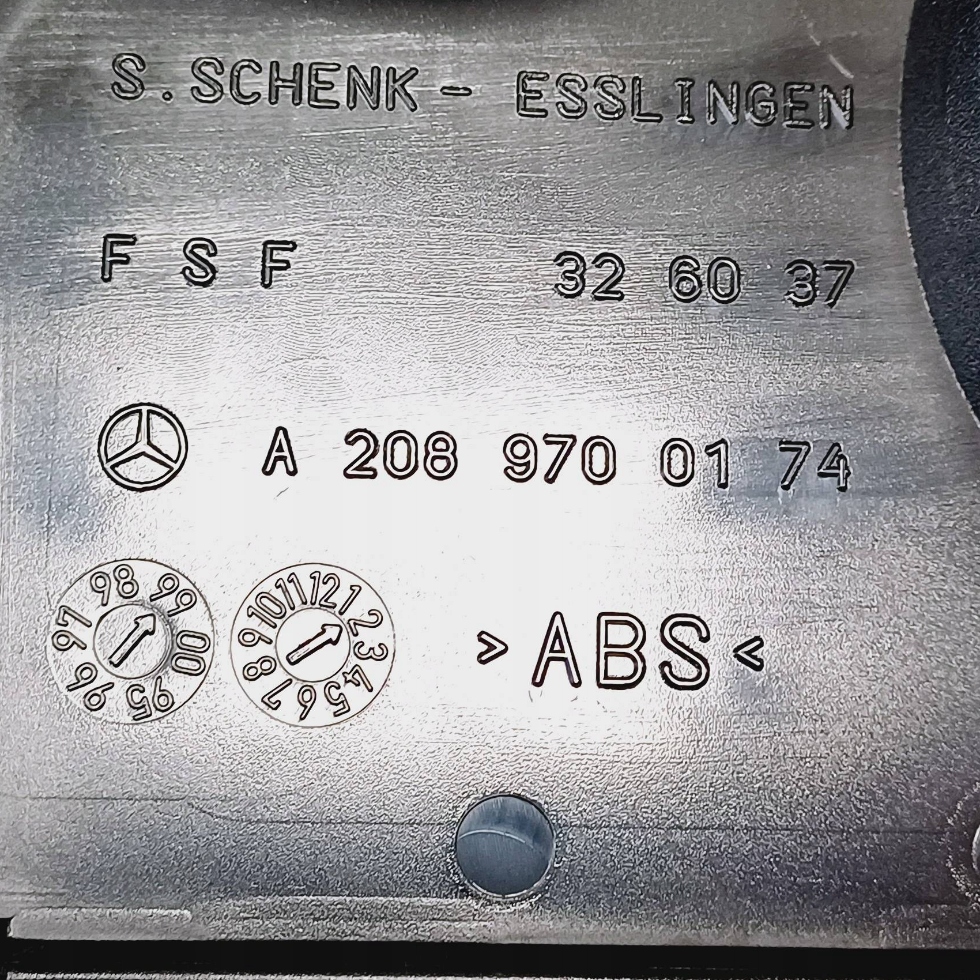 S.SCHENK - ESSLINGEN
F S F 32 60 37
A 208 970 01 74
95 96 97 98 99 00
1 2 3 4 5 6 7 8 9 10 11 12
>ABS<